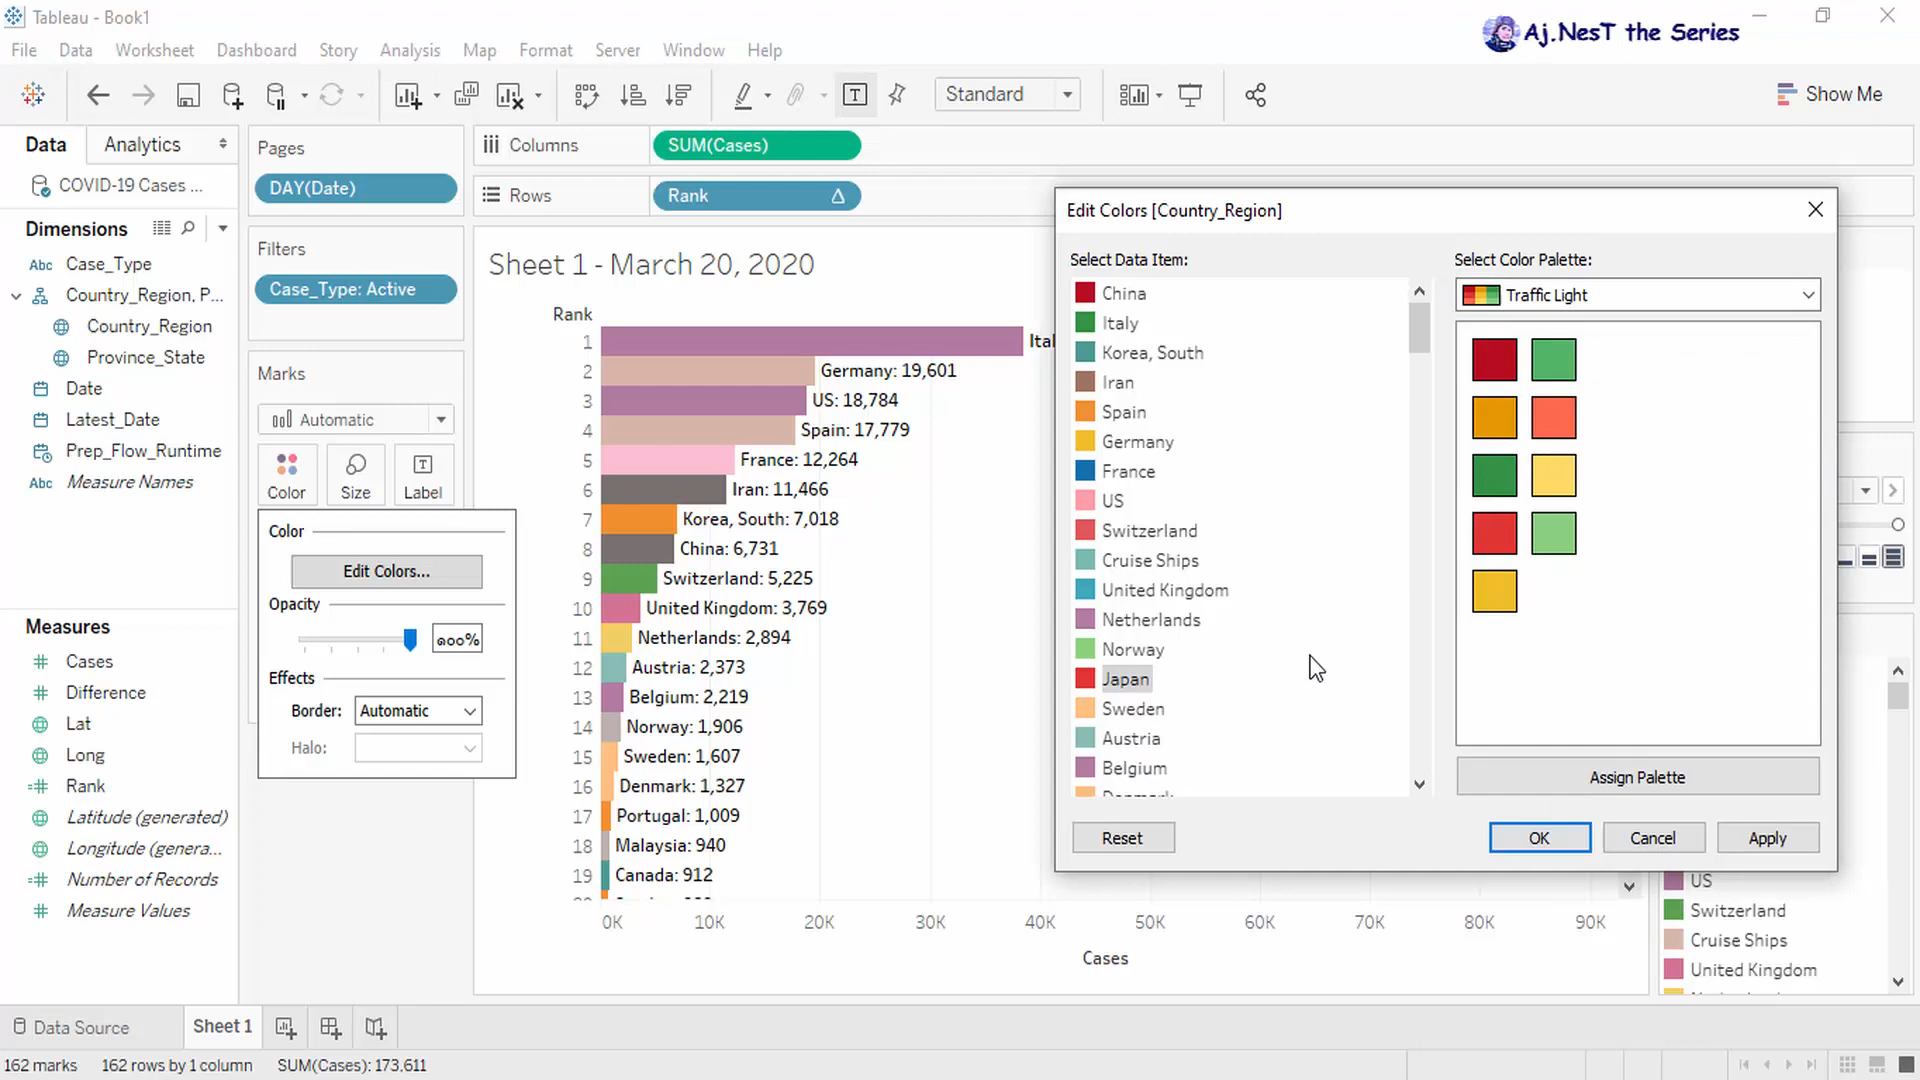 Tableau - Book1
Aj.NesT the Series
File Data Worksheet Dashboard Story Analysis Map Format Server Window Help
Standard
Show Me
Data
Analytics
COVID-19 Cases ...
Dimensions
Abc Case_Type
Country_Region, P...
Country_Region
Province_State
Date
Latest_Date
Prep_Flow_Runtime
Abc Measure Names
Measures
Cases
Difference
Lat
Long
Rank
Latitude (generated)
Longitude (genera...
Number of Records
Measure Values
Pages
DAY(Date)
Filters
Case_Type: Active
Marks
Automatic
Color
Size
Label
Color
Edit Colors...
Opacity
๑๐๐%
Effects
Border: Automatic
Halo:
Columns
SUM(Cases)
Rows
Rank
Sheet 1 - March 20, 2020
Rank
1 Ital
2 Germany: 19,601
3 US: 18,784
4 Spain: 17,779
5 France: 12,264
6 Iran: 11,466
7 Korea, South: 7,018
8 China: 6,731
9 Switzerland: 5,225
10 United Kingdom: 3,769
11 Netherlands: 2,894
12 Austria: 2,373
13 Belgium: 2,219
14 Norway: 1,906
15 Sweden: 1,607
16 Denmark: 1,327
17 Portugal: 1,009
18 Malaysia: 940
19 Canada: 912
0K 10K 20K 30K 40K 50K 60K 70K 80K 90K
Cases
Edit Colors [Country_Region]
Select Data Item:
China
Italy
Korea, South
Iran
Spain
Germany
France
US
Switzerland
Cruise Ships
United Kingdom
Netherlands
Norway
Japan
Sweden
Austria
Belgium
Denmark
Select Color Palette:
Traffic Light
Assign Palette
Reset
OK
Cancel
Apply
US
Switzerland
Cruise Ships
United Kingdom
Data Source
Sheet 1
162 marks 162 rows by 1 column SUM(Cases): 173,611